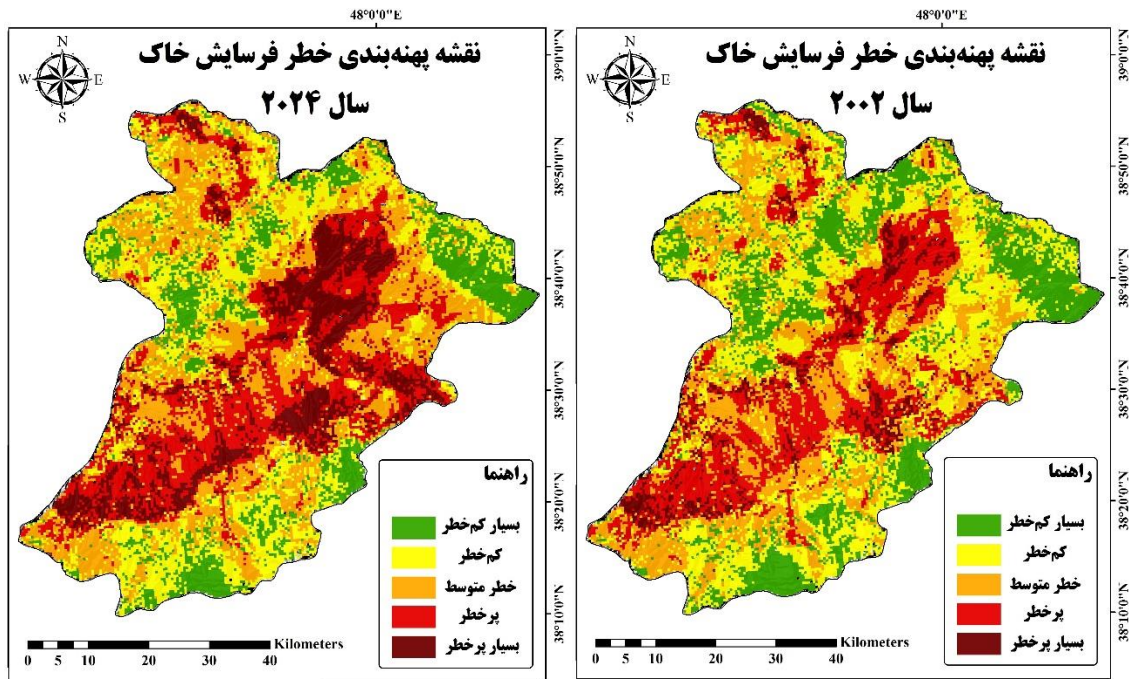 48°0'0"E
نقشه پهنه‌بندی خطر فرسایش خاک
سال ۲۰۲۴
N
W
E
S
راهنما
بسیار کم‌خطر
کم‌خطر
خطر متوسط
پرخطر
بسیار پرخطر
Kilometers
0 5 10 20 30 40
39°0'0"N
38°50'0"N
38°40'0"N
38°30'0"N
38°20'0"N
38°10'0"N
48°0'0"E
نقشه پهنه‌بندی خطر فرسایش خاک
سال ۲۰۰۲
N
W
E
S
راهنما
بسیار کم‌خطر
کم‌خطر
خطر متوسط
پرخطر
بسیار پرخطر
Kilometers
0 5 10 20 30 40
39°0'0"N
38°50'0"N
38°40'0"N
38°30'0"N
38°20'0"N
38°10'0"N